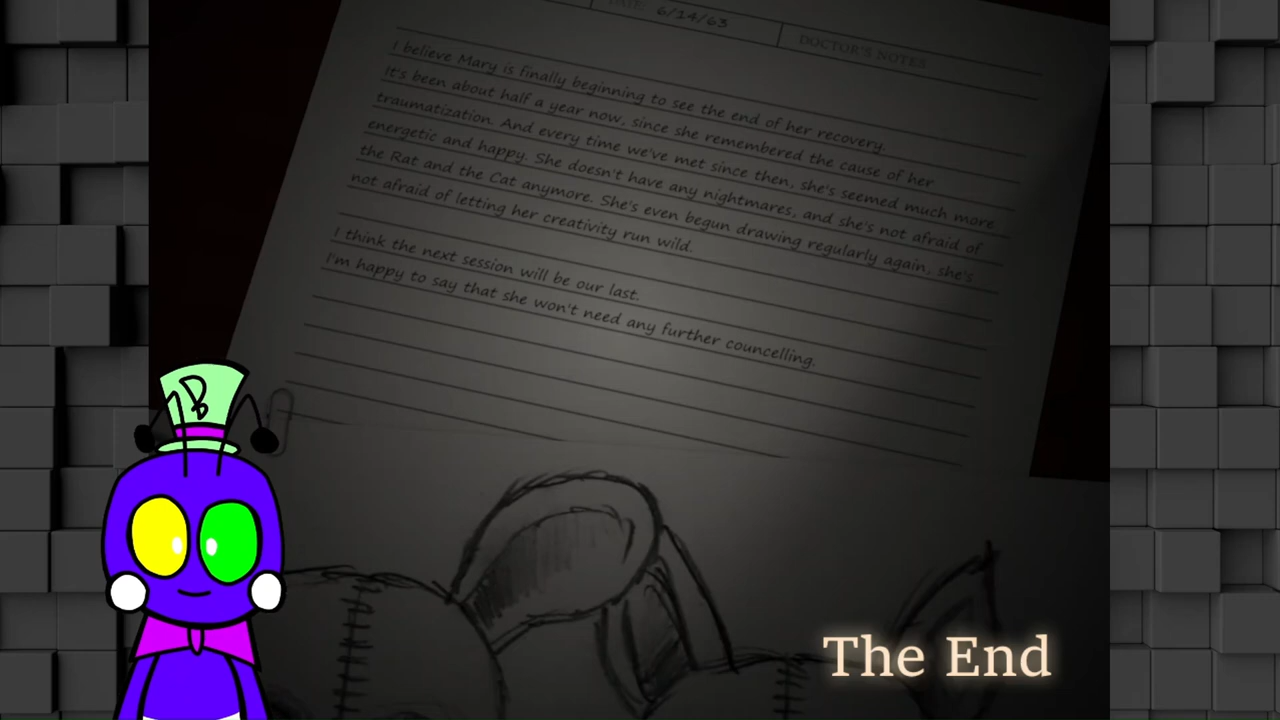 DATE: 6/14/63
DOCTOR'S NOTES
I believe Mary is finally beginning to see the end of her recovery.
It's been about half a year now, since she remembered the cause of her
traumatization. And every time we've met since then, she's seemed much more
energetic and happy. She doesn't have any nightmares, and she's not afraid of
the Rat and the Cat anymore. She's even begun drawing regularly again, she's
not afraid of letting her creativity run wild.
I think the next session will be our last.
I'm happy to say that she won't need any further councelling.
B
The End